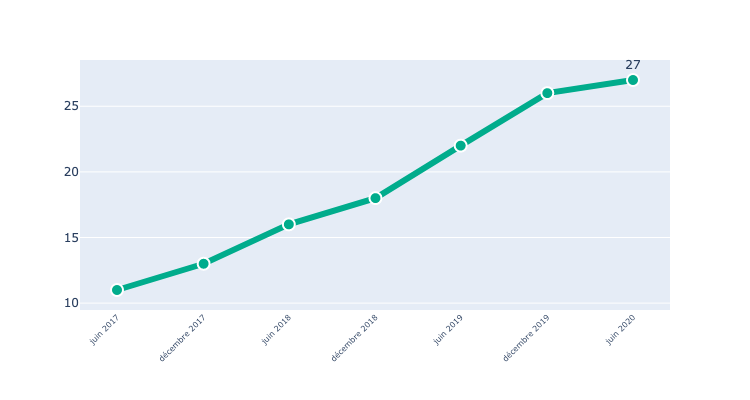 27
25
20
15
10
juin 2017
décembre 2017
juin 2018
décembre 2018
juin 2019
décembre 2019
juin 2020